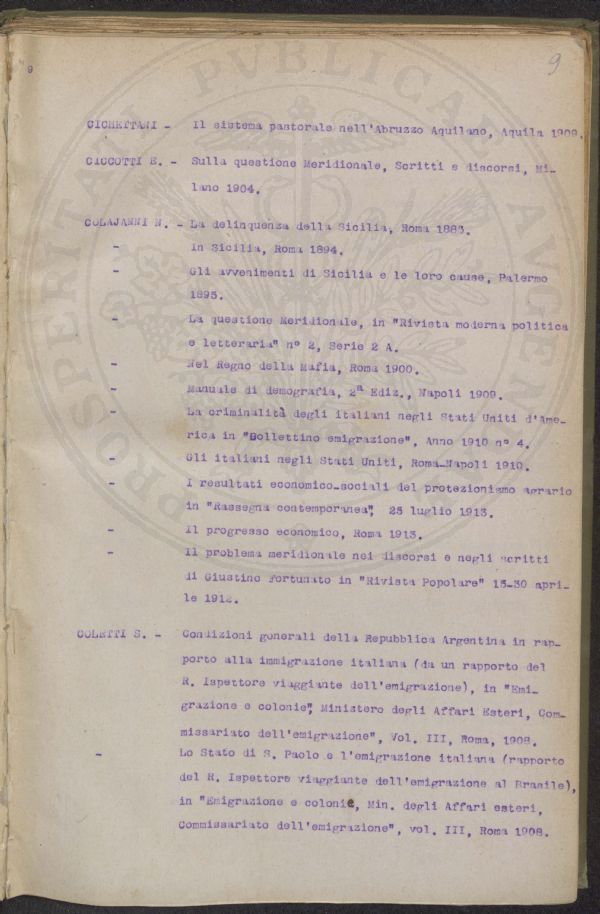 9
9
CICHETTANI - Il sistema pastorale nell'Abruzzo Aquilano, Aquila 1909.
CICCOTTI E. - Sulla questione Meridionale, Scritti e discorsi, Mi-
lano 1904.
COLAJANNI N. - La delinquenza della Sicilia, Roma 1885.
- In Sicilia, Roma 1894.
- Gli avvenimenti di Sicilia e le loro cause, Palermo
1895.
- La questione Meridionale, in "Rivista moderna politica
e letteraria" n° 2, Serie 2 A.
- Nel Regno della Mafia, Roma 1900.
- Manuale di demografia, 2a Ediz., Napoli 1909.
- La criminalità degli italiani negli Stati Uniti d'Ame-
rica in "Bollettino emigrazione", Anno 1910 n° 4.
- Gli italiani negli Stati Uniti, Roma-Napoli 1910.
- I resultati economico-sociali del protezionismo agrario
in "Rassegna contemporanea", 25 luglio 1913.
- Il progresso economico, Roma 1913.
- Il problema meridionale nei discorsi e negli scritti
di Giustino Fortunato in "Rivista Popolare" 15-30 apri-
le 1912.
COLETTI S. - Condizioni generali della Repubblica Argentina in rap-
porto alla immigrazione italiana (da un rapporto del
R. Ispettore viaggiante dell'emigrazione), in "Emi-
grazione e colonie", Ministero degli Affari Esteri, Com-
missariato dell'emigrazione", Vol. III, Roma, 1908.
- Lo Stato di S. Paolo e l'emigrazione italiana (rapporto
del R. Ispettore viaggiante dell'emigrazione al Brasile),
in "Emigrazione e colonie, Min. degli Affari esteri,
Commissariato dell'emigrazione", vol. III, Roma 1908.
PROSPERITATI PUBLICAE AUGENDAE